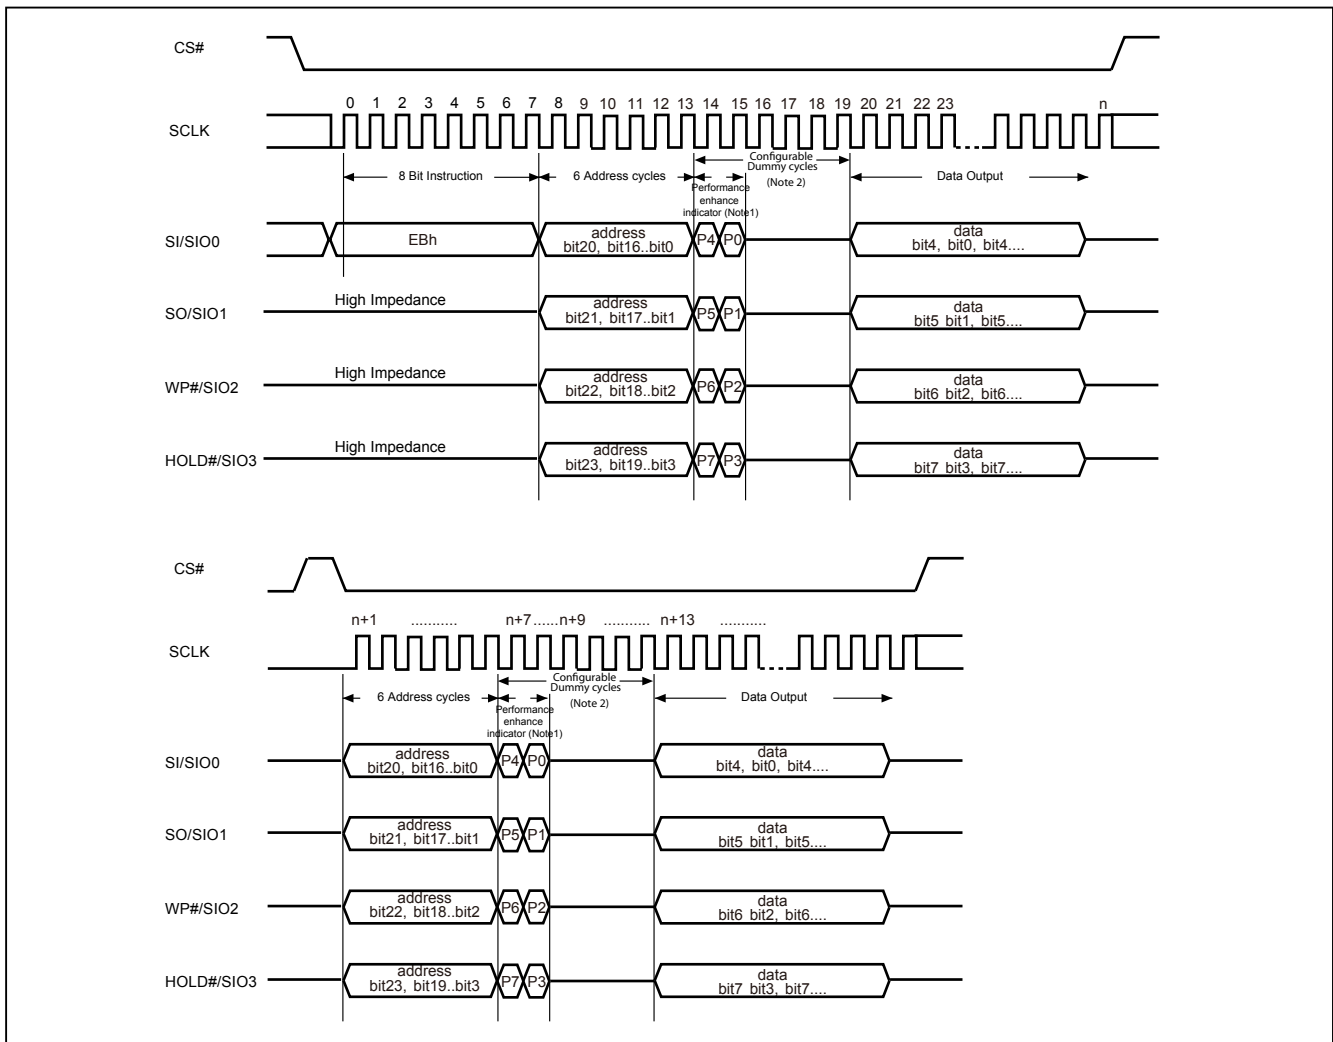 CS#
0 1 2 3 4 5 6 7 8 9 10 11 12 13 14 15 16 17 18 19 20 21 22 23 n
SCLK
Configurable
Dummy cycles
(Note 2)
8 Bit Instruction
6 Address cycles
Data Output
Performance
enhance
indicator (Note1)
SI/SIO0
EBh
address
bit20, bit16..bit0
P4 P0
data
bit4, bit0, bit4....
SO/SIO1
High Impedance
address
bit21, bit17..bit1
P5 P1
data
bit5 bit1, bit5....
WP#/SIO2
High Impedance
address
bit22, bit18..bit2
P6 P2
data
bit6 bit2, bit6....
HOLD#/SIO3
High Impedance
address
bit23, bit19..bit3
P7 P3
data
bit7 bit3, bit7....
CS#
n+1 ........... n+7......n+9 ........... n+13 ...........
SCLK
Configurable
Dummy cycles
(Note 2)
6 Address cycles
Data Output
Performance
enhance
indicator (Note1)
SI/SIO0
address
bit20, bit16..bit0
P4 P0
data
bit4, bit0, bit4....
SO/SIO1
address
bit21, bit17..bit1
P5 P1
data
bit5 bit1, bit5....
WP#/SIO2
address
bit22, bit18..bit2
P6 P2
data
bit6 bit2, bit6....
HOLD#/SIO3
address
bit23, bit19..bit3
P7 P3
data
bit7 bit3, bit7....